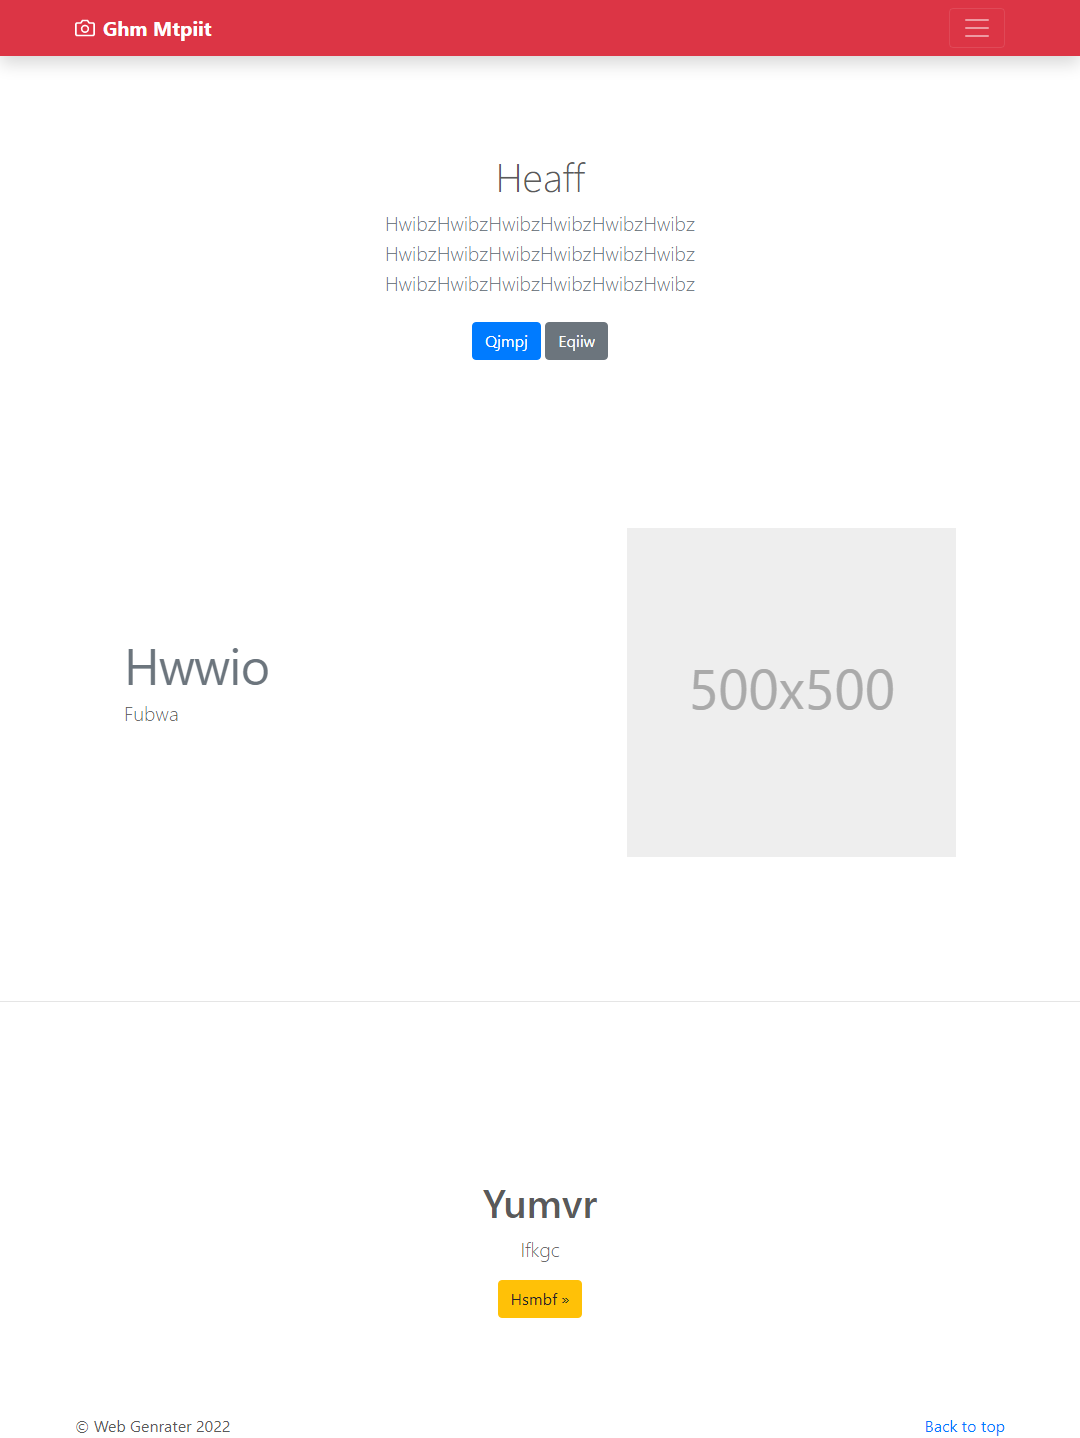 Ghm Mtpiit
Heaff
HwibzHwibzHwibzHwibzHwibzHwibz
HwibzHwibzHwibzHwibzHwibzHwibz
HwibzHwibzHwibzHwibzHwibzHwibz
Qjmpj Eqiiw
500x500
Hwwio
Fubwa
Yumvr
Ifkgc
Hsmbf »
© Web Genrater 2022
Back to top